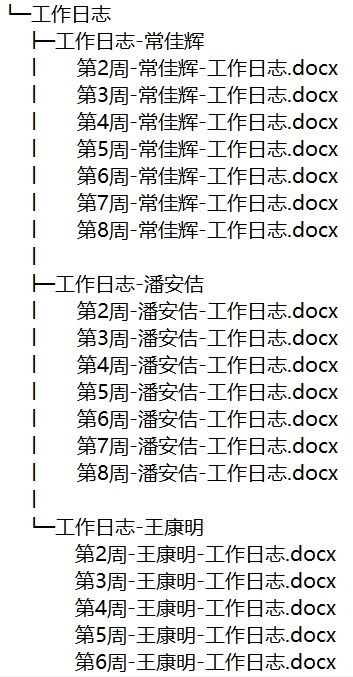 └─工作日志
├─工作日志-常佳辉
│ 第2周-常佳辉-工作日志.docx
│ 第3周-常佳辉-工作日志.docx
│ 第4周-常佳辉-工作日志.docx
│ 第5周-常佳辉-工作日志.docx
│ 第6周-常佳辉-工作日志.docx
│ 第7周-常佳辉-工作日志.docx
│ 第8周-常佳辉-工作日志.docx
│
├─工作日志-潘安佶
│ 第2周-潘安佶-工作日志.docx
│ 第3周-潘安佶-工作日志.docx
│ 第4周-潘安佶-工作日志.docx
│ 第5周-潘安佶-工作日志.docx
│ 第6周-潘安佶-工作日志.docx
│ 第7周-潘安佶-工作日志.docx
│ 第8周-潘安佶-工作日志.docx
│
└─工作日志-王康明
第2周-王康明-工作日志.docx
第3周-王康明-工作日志.docx
第4周-王康明-工作日志.docx
第5周-王康明-工作日志.docx
第6周-王康明-工作日志.docx